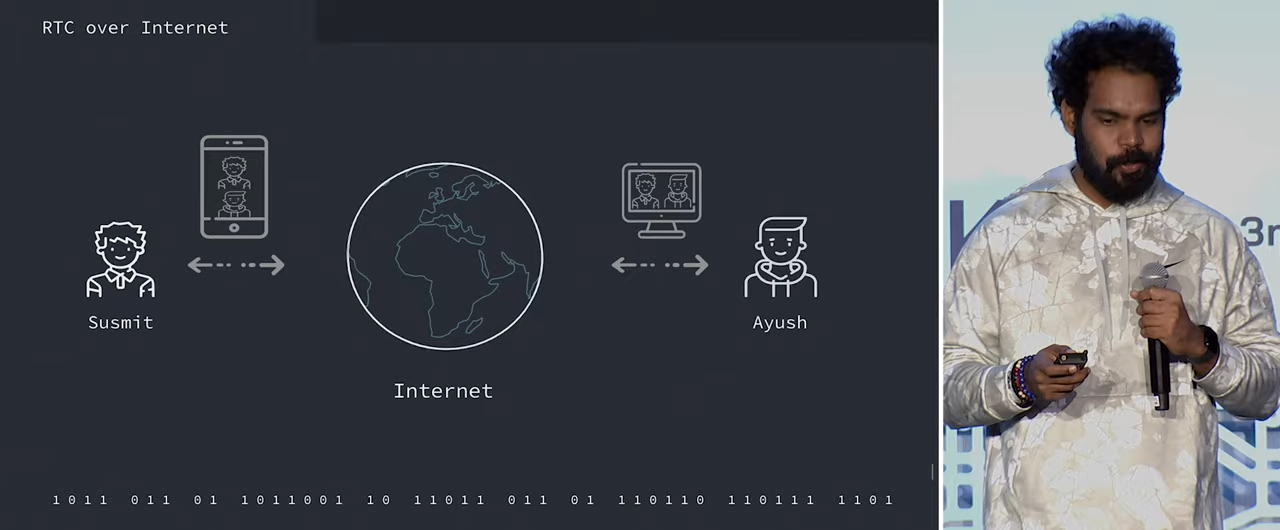 RTC over Internet
Susmit
Ayush
Internet
1011 011 01 1011001 10 11011 011 01 110110 110111 1101